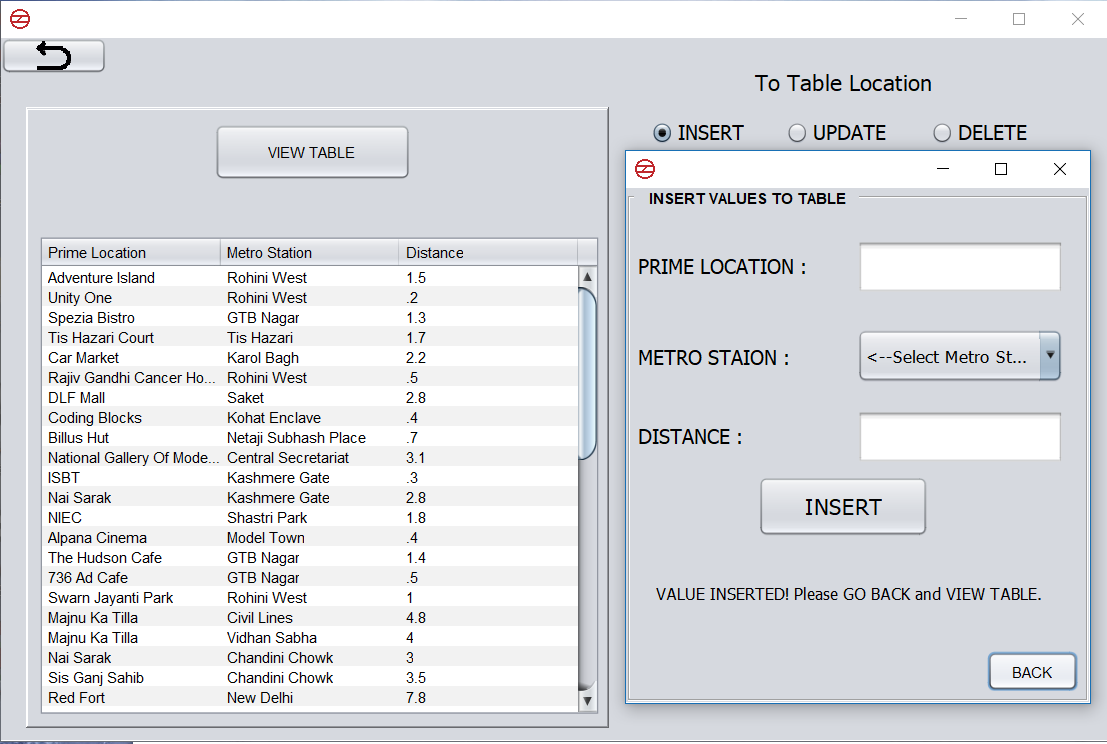 To Table Location
INSERT UPDATE DELETE
VIEW TABLE
Prime Location Metro Station Distance
Adventure Island Rohini West 1.5
Unity One Rohini West .2
Spezia Bistro GTB Nagar 1.3
Tis Hazari Court Tis Hazari 1.7
Car Market Karol Bagh 2.2
Rajiv Gandhi Cancer Ho... Rohini West .5
DLF Mall Saket 2.8
Coding Blocks Kohat Enclave .4
Billus Hut Netaji Subhash Place .7
National Gallery Of Mode... Central Secretariat 3.1
ISBT Kashmere Gate .3
Nai Sarak Kashmere Gate 2.8
NIEC Shastri Park 1.8
Alpana Cinema Model Town .4
The Hudson Cafe GTB Nagar 1.4
736 Ad Cafe GTB Nagar .5
Swarn Jayanti Park Rohini West 1
Majnu Ka Tilla Civil Lines 4.8
Majnu Ka Tilla Vidhan Sabha 4
Nai Sarak Chandini Chowk 3
Sis Ganj Sahib Chandini Chowk 3.5
Red Fort New Delhi 7.8
INSERT VALUES TO TABLE
PRIME LOCATION :
METRO STAION : <--Select Metro St...
DISTANCE :
INSERT
VALUE INSERTED! Please GO BACK and VIEW TABLE.
BACK